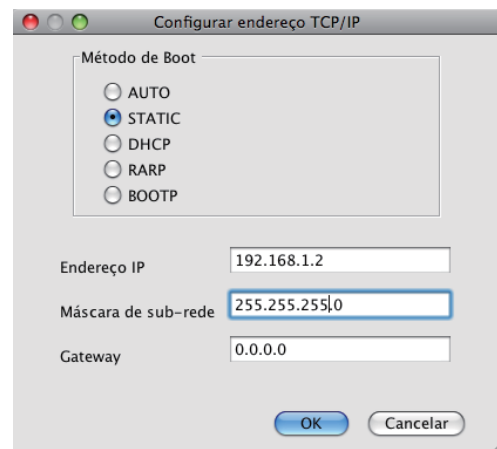 Configurar endereço TCP/IP
Método de Boot
AUTO
STATIC
DHCP
RARP
BOOTP
Endereço IP 192.168.1.2
Máscara de sub-rede 255.255.255.0
Gateway 0.0.0.0
OK Cancelar